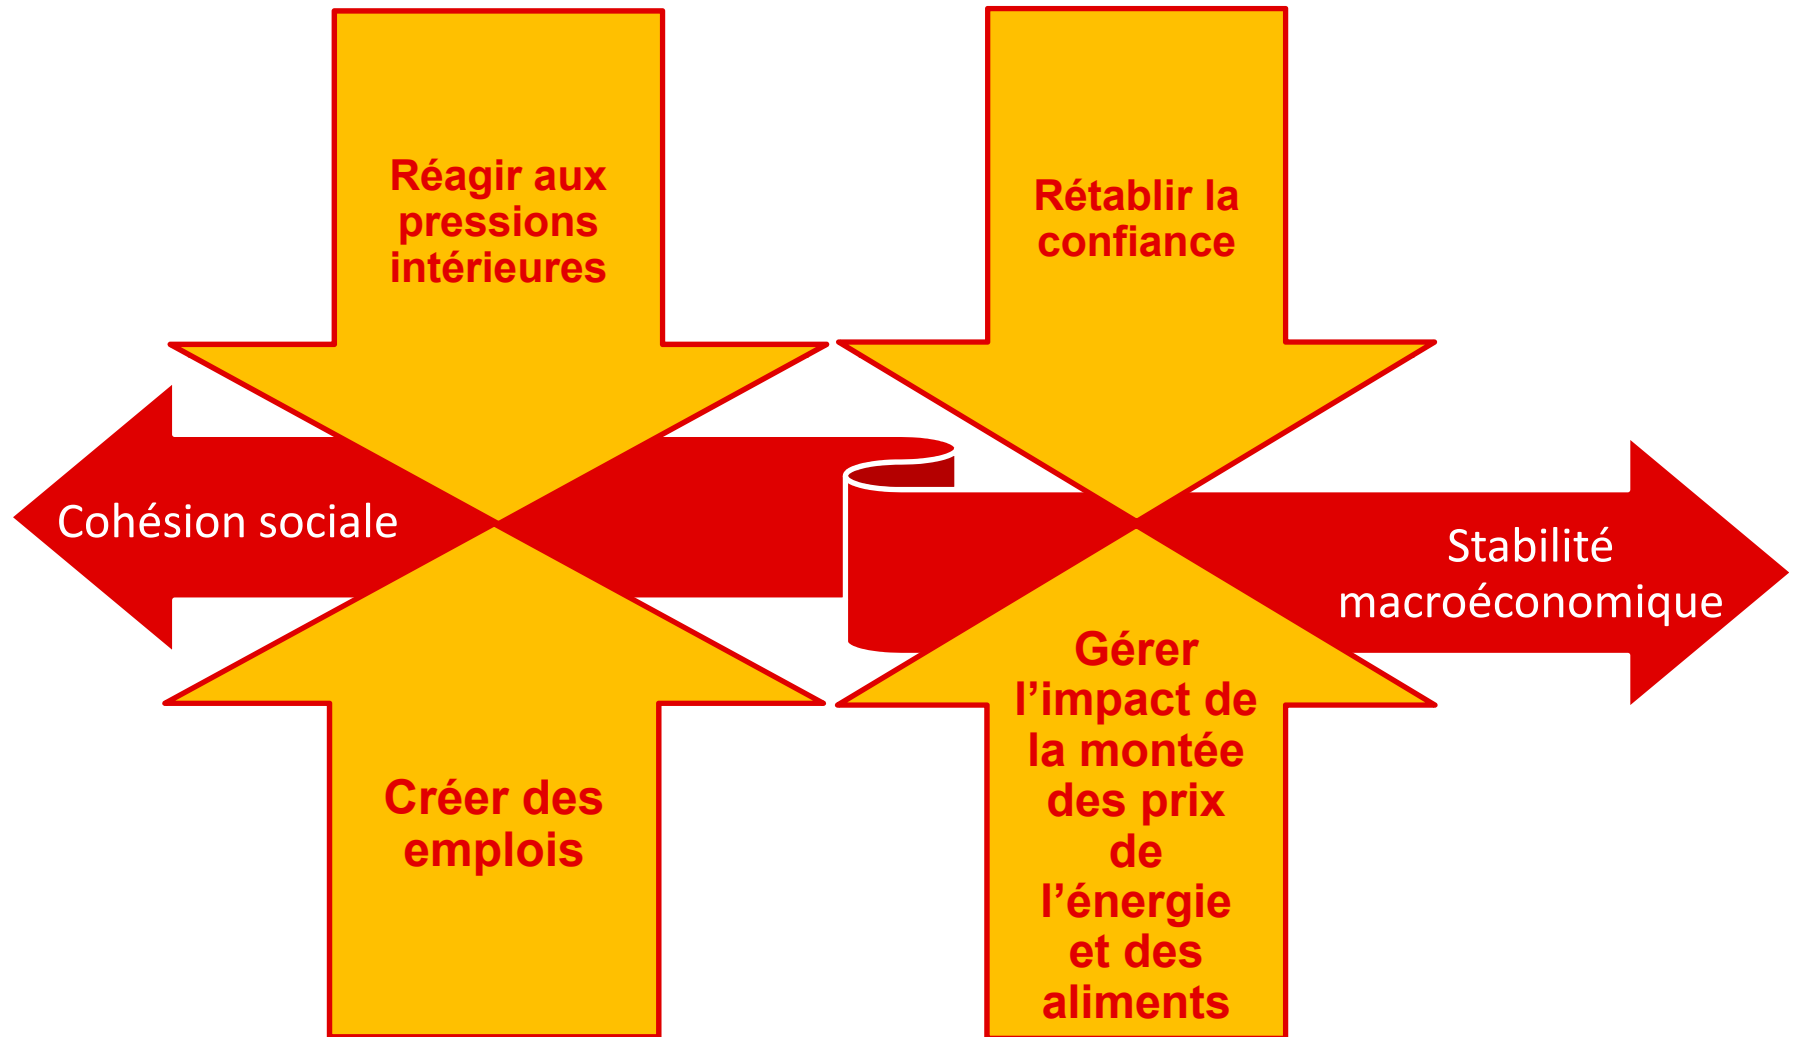 Réagir aux
pressions
intérieures
Rétablir la
confiance
Cohésion sociale
Stabilité
macroéconomique
Créer des
emplois
Gérer
l’impact de
la montée
des prix
de
l’énergie
et des
aliments